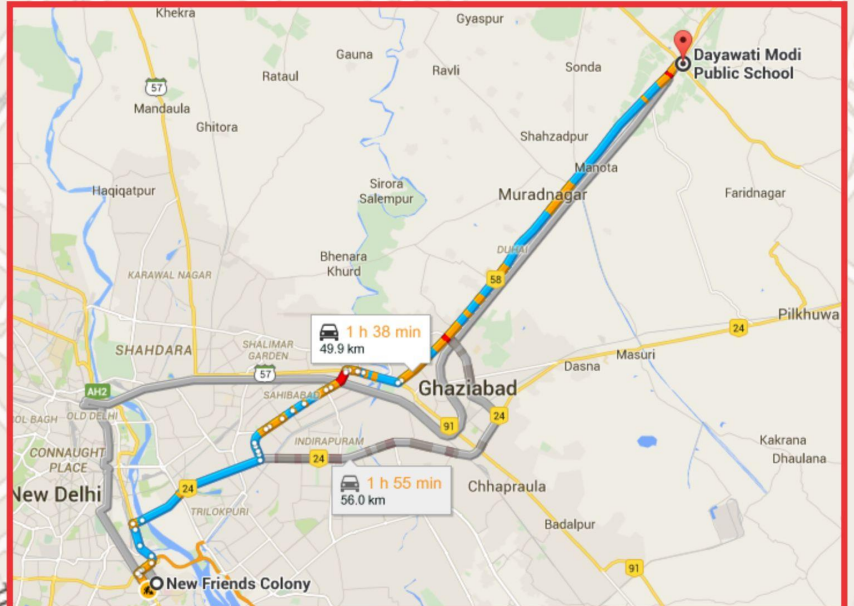 Khekra
Gyaspur
57
Gauna
Rataul
Ravli
Sonda
Dayawati Modi
Public School
Mandaula
Ghitora
Shahzadpur
Manota
Haqiqatpur
Sirora
Salempur
Muradnagar
Faridnagar
DUHAI
Bhenara
Khurd
KARAWAL NAGAR
58
Pilkhuwa
1 h 38 min
49.9 km
24
SHAHDARA
SHALIMAR
GARDEN
Masuri
Dasna
57
Ghaziabad
AH2
SAHIBABAD
OLD DELHI
BAGH
24
91
INDIRAPURAM
Kakrana
CONNAUGHT
PLACE
24
Dhaulana
1 h 55 min
56.0 km
New Delhi
24
Chhapraula
TRILOKPURI
Badalpur
91
New Friends Colony